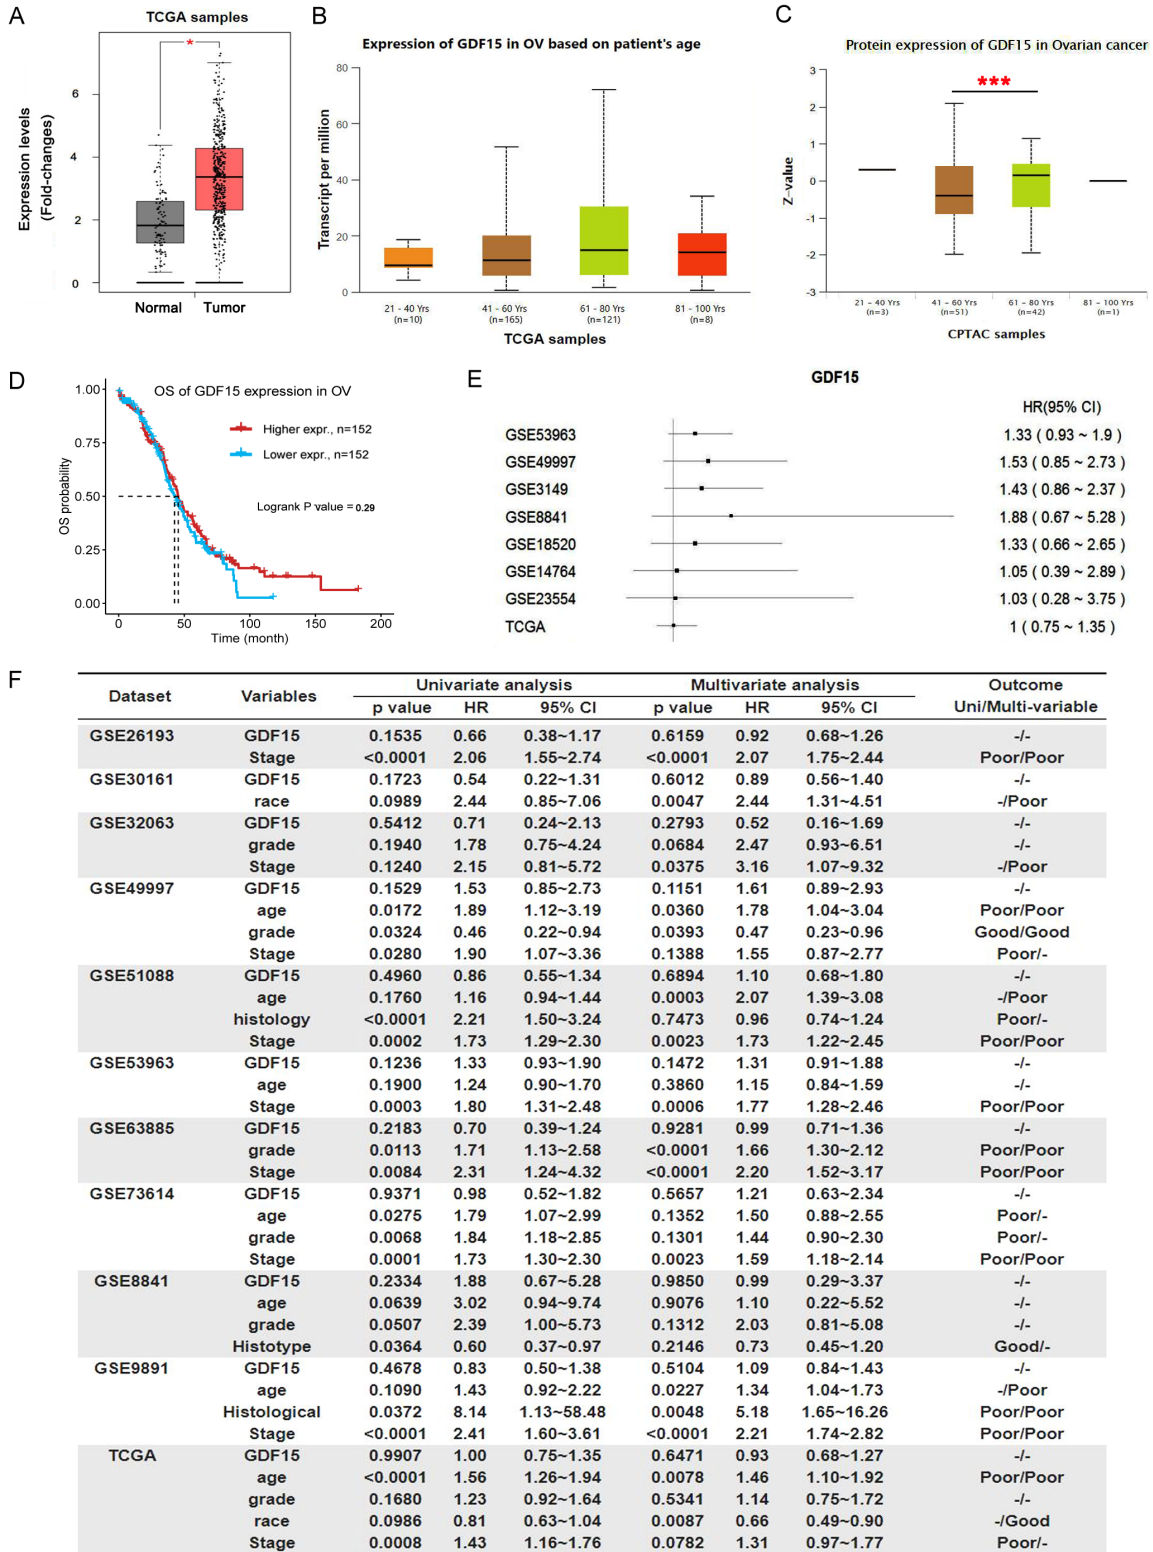 A
TCGA samples
*
Expression levels
(Fold-changes)
6
4
2
0
Normal Tumor
B
Expression of GDF15 in OV based on patient's age
Transcript per million
80
60
40
20
0
21 - 40 Yrs 41 - 60 Yrs 61 - 80 Yrs 81 - 100 Yrs
(n=10) (n=165) (n=121) (n=8)
TCGA samples
C
Protein expression of GDF15 in Ovarian cancer
***
Z-value
3
2
1
0
-1
-2
-3
21 - 40 Yrs 41 - 60 Yrs 61 - 80 Yrs 81 - 100 Yrs
(n=3) (n=51) (n=42) (n=1)
CPTAC samples
D
OS of GDF15 expression in OV
OS probability
1.00
0.75
0.50
0.25
0.00
Higher expr., n=152
Lower expr., n=152
Logrank P value = 0.29
0 50 100 150 200
Time (month)
E
GDF15
HR(95% CI)
GSE53963 1.33 ( 0.93 ~ 1.9 )
GSE49997 1.53 ( 0.85 ~ 2.73 )
GSE3149 1.43 ( 0.86 ~ 2.37 )
GSE8841 1.88 ( 0.67 ~ 5.28 )
GSE18520 1.33 ( 0.66 ~ 2.65 )
GSE14764 1.05 ( 0.39 ~ 2.89 )
GSE23554 1.03 ( 0.28 ~ 3.75 )
TCGA 1 ( 0.75 ~ 1.35 )
F
Dataset Variables Univariate analysis Multivariate analysis Outcome
p value HR 95% CI p value HR 95% CI Uni/Multi-variable
GSE26193 GDF15 0.1535 0.66 0.38~1.17 0.6159 0.92 0.68~1.26 -/-
Stage <0.0001 2.06 1.55~2.74 <0.0001 2.07 1.75~2.44 Poor/Poor
GSE30161 GDF15 0.1723 0.54 0.22~1.31 0.6012 0.89 0.56~1.40 -/-
race 0.0989 2.44 0.85~7.06 0.0047 2.44 1.31~4.51 -/Poor
GSE32063 GDF15 0.5412 0.71 0.24~2.13 0.2793 0.52 0.16~1.69 -/-
grade 0.1940 1.78 0.75~4.24 0.0684 2.47 0.93~6.51 -/-
Stage 0.1240 2.15 0.81~5.72 0.0375 3.16 1.07~9.32 -/Poor
GSE49997 GDF15 0.1529 1.53 0.85~2.73 0.1151 1.61 0.89~2.93 -/-
age 0.0172 1.89 1.12~3.19 0.0360 1.78 1.04~3.04 Poor/Poor
grade 0.0324 0.46 0.22~0.94 0.0393 0.47 0.23~0.96 Good/Good
Stage 0.0280 1.90 1.07~3.36 0.1388 1.55 0.87~2.77 Poor/-
GSE51088 GDF15 0.4960 0.86 0.55~1.34 0.6894 1.10 0.68~1.80 -/-
age 0.1760 1.16 0.94~1.44 0.0003 2.07 1.39~3.08 -/Poor
histology <0.0001 2.21 1.50~3.24 0.7473 0.96 0.74~1.24 Poor/-
Stage 0.0002 1.73 1.29~2.30 0.0023 1.73 1.22~2.45 Poor/Poor
GSE53963 GDF15 0.1236 1.33 0.93~1.90 0.1472 1.31 0.91~1.88 -/-
age 0.1900 1.24 0.90~1.70 0.3860 1.15 0.84~1.59 -/-
Stage 0.0003 1.80 1.31~2.48 0.0006 1.77 1.28~2.46 Poor/Poor
GSE63885 GDF15 0.2183 0.70 0.39~1.24 0.9281 0.99 0.71~1.36 -/-
grade 0.0113 1.71 1.13~2.58 <0.0001 1.66 1.30~2.12 Poor/Poor
Stage 0.0084 2.31 1.24~4.32 <0.0001 2.20 1.52~3.17 Poor/Poor
GSE73614 GDF15 0.9371 0.98 0.52~1.82 0.5657 1.21 0.63~2.34 -/-
age 0.0275 1.79 1.07~2.99 0.1352 1.50 0.88~2.55 Poor/-
grade 0.0068 1.84 1.18~2.85 0.1301 1.44 0.90~2.30 Poor/-
Stage 0.0001 1.73 1.30~2.30 0.0023 1.59 1.18~2.14 Poor/Poor
GSE8841 GDF15 0.2334 1.88 0.67~5.28 0.9850 0.99 0.29~3.37 -/-
age 0.0639 3.02 0.94~9.74 0.9076 1.10 0.22~5.52 -/-
grade 0.0507 2.39 1.00~5.73 0.1312 2.03 0.81~5.08 -/-
Histotype 0.0364 0.60 0.37~0.97 0.2146 0.73 0.45~1.20 Good/-
GSE9891 GDF15 0.4678 0.83 0.50~1.38 0.5104 1.09 0.84~1.43 -/-
age 0.1090 1.43 0.92~2.22 0.0227 1.34 1.04~1.73 -/Poor
Histological 0.0372 8.14 1.13~58.48 0.0048 5.18 1.65~16.26 Poor/Poor
Stage <0.0001 2.41 1.60~3.61 <0.0001 2.21 1.74~2.82 Poor/Poor
TCGA GDF15 0.9907 1.00 0.75~1.35 0.6471 0.93 0.68~1.27 -/-
age <0.0001 1.56 1.26~1.94 0.0078 1.46 1.10~1.92 Poor/Poor
grade 0.1680 1.23 0.92~1.64 0.5341 1.14 0.75~1.72 -/-
race 0.0986 0.81 0.63~1.04 0.0087 0.66 0.49~0.90 -/Good
Stage 0.0008 1.43 1.16~1.76 0.0782 1.31 0.97~1.77 Poor/-